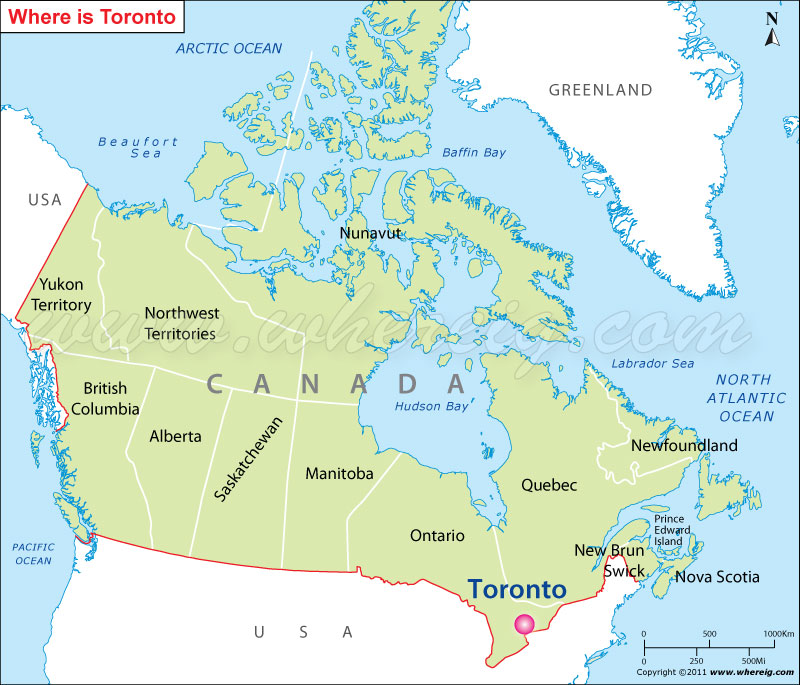 Where is Toronto
N
ARCTIC OCEAN
GREENLAND
Beaufort
Sea
Baffin Bay
USA
Nunavut
Yukon
Territory
Northwest
Territories
www.whereig.com
Labrador Sea
CANADA
NORTH
ATLANTIC
OCEAN
British
Columbia
Hudson Bay
Alberta
Saskatchewan
Newfoundland
Manitoba
Quebec
Ontario
Prince
Edward
Island
PACIFIC
OCEAN
New Brun
Swick
Nova Scotia
Toronto
USA
0 500 1000Km
0 250 500Mi
Copyright ©2011 www.whereig.com